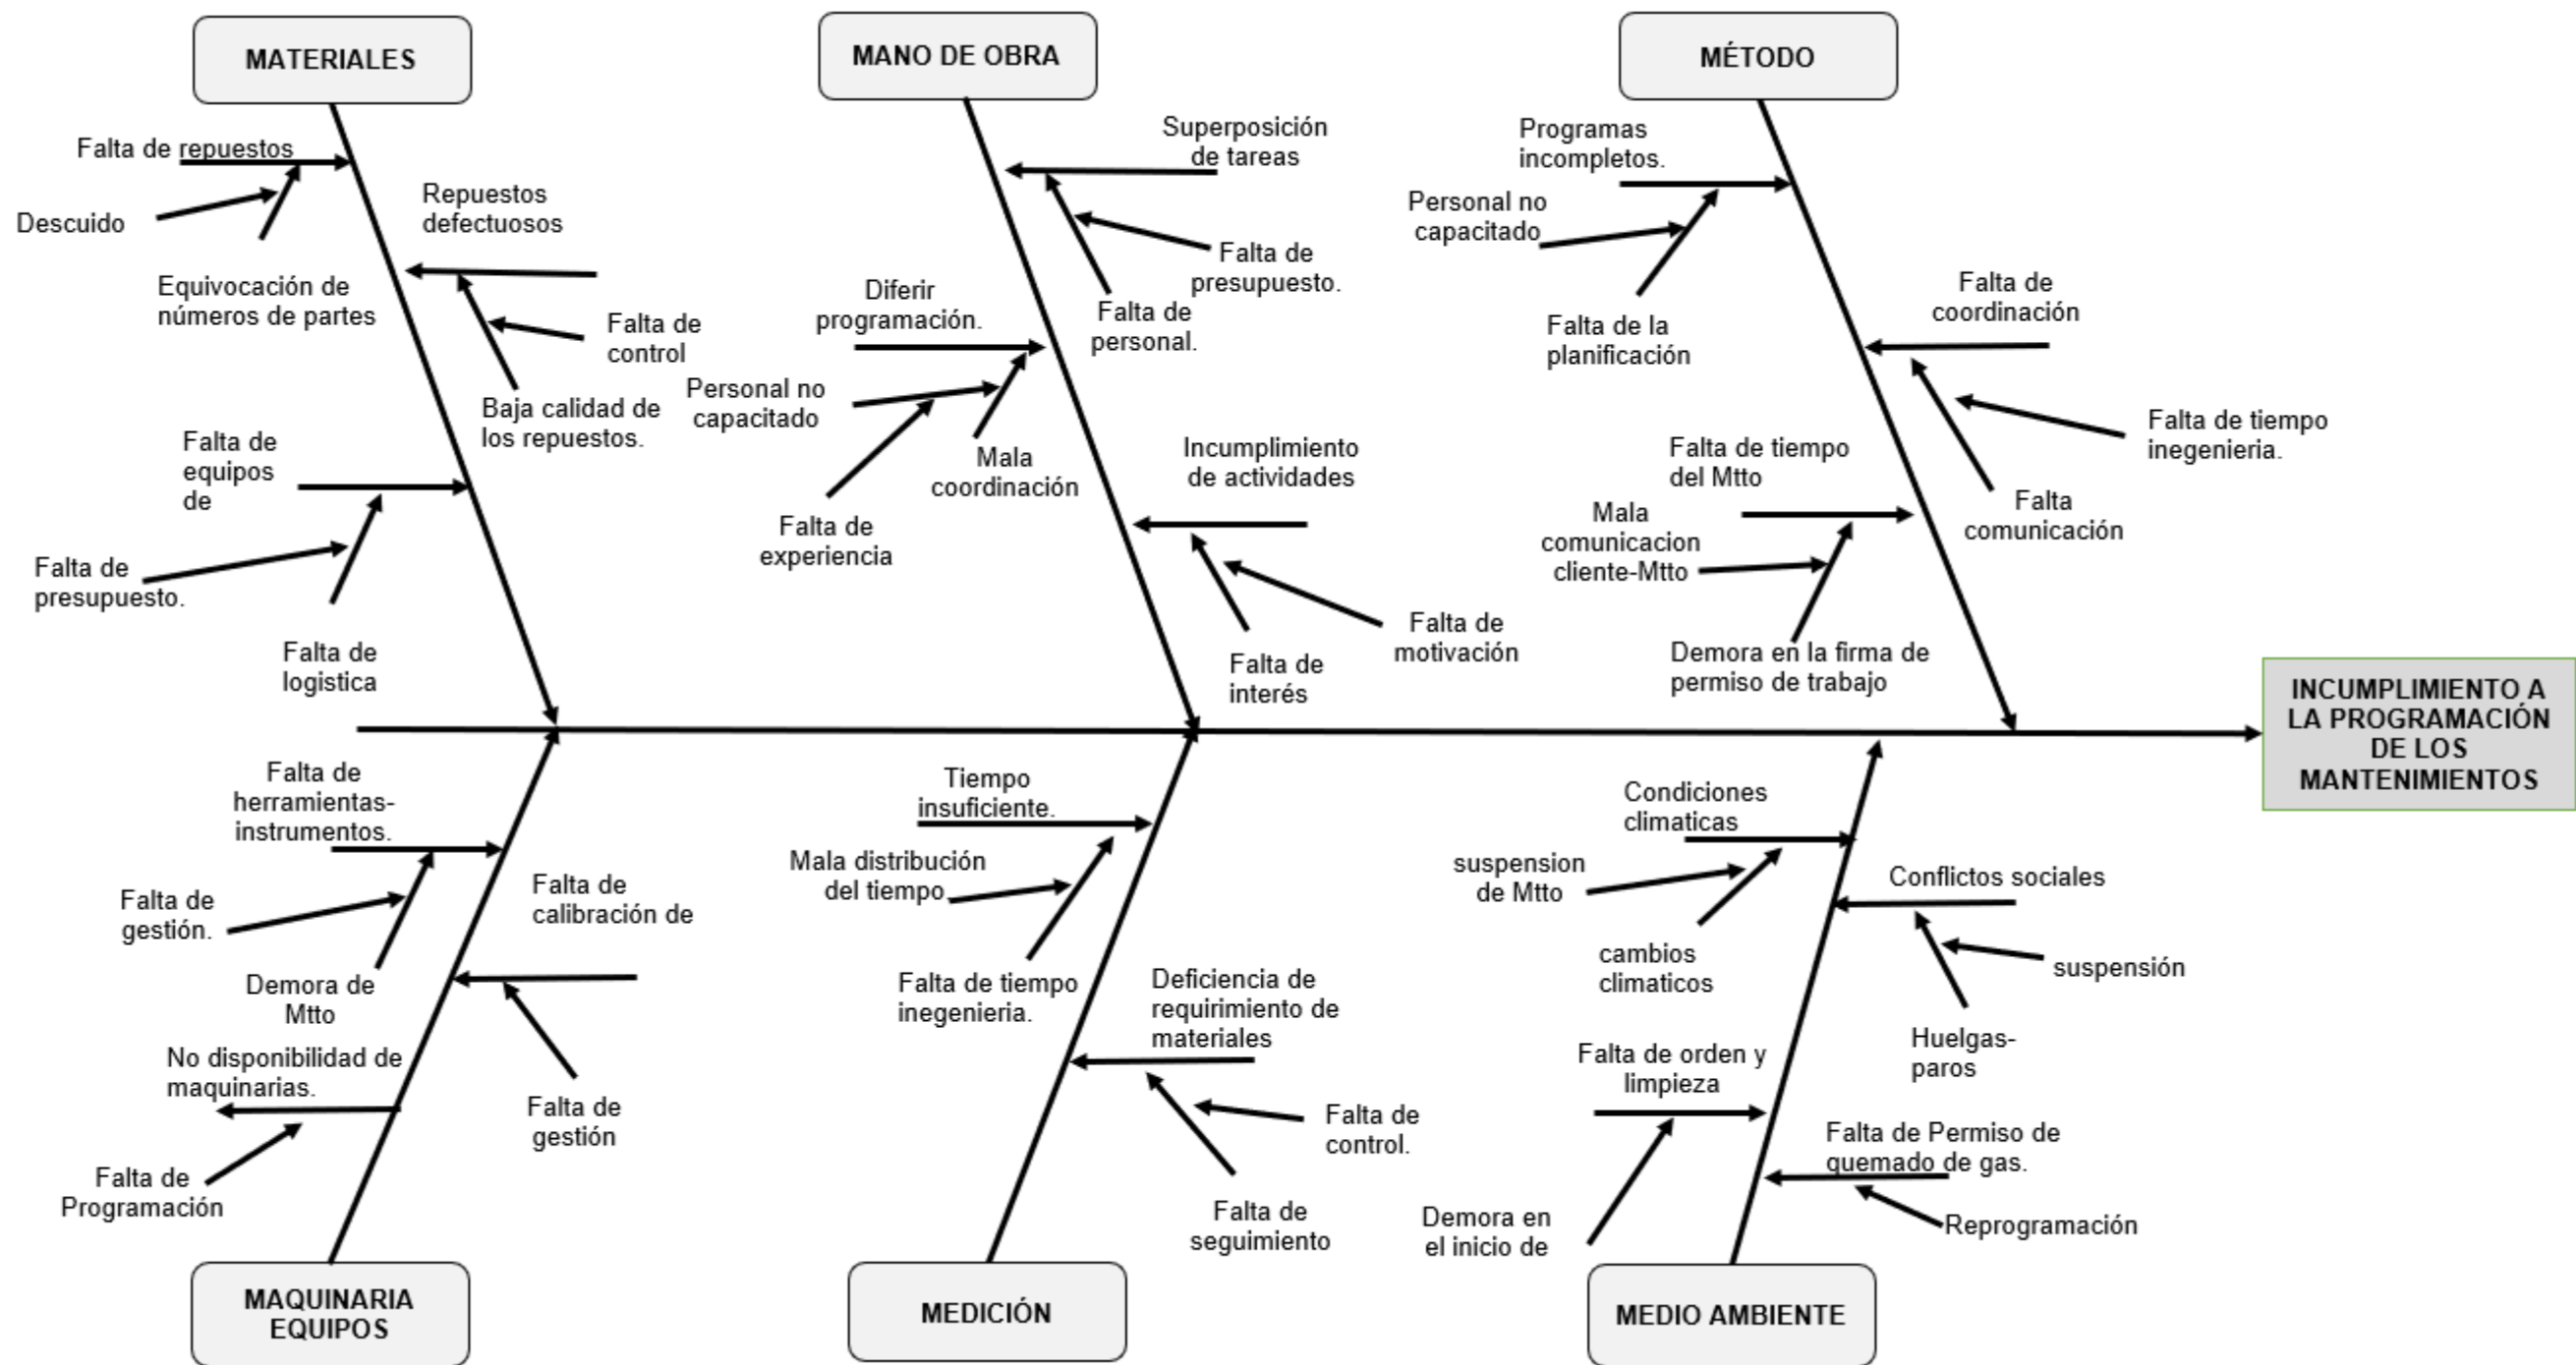 MATERIALES
MANO DE OBRA
MÉTODO
Falta de repuestos
Descuido
Equivocación de
números de partes
Repuestos
defectuosos
Falta de
control
Baja calidad de
los repuestos.
Falta de
equipos
de
Falta de
presupuesto.
Falta de
logistica
Superposición
de tareas
Falta de
presupuesto.
Falta de
personal.
Diferir
programación.
Personal no
capacitado
Mala
coordinación
Falta de
experiencia
Incumplimiento
de actividades
Falta de
motivación
Falta de
interés
Programas
incompletos.
Personal no
capacitado
Falta de la
planificación
Falta de
coordinación
Falta de tiempo
inegenieria.
Falta
comunicación
Falta de tiempo
del Mtto
Mala
comunicacion
cliente-Mtto
Demora en la firma de
permiso de trabajo
INCUMPLIMIENTO A
LA PROGRAMACIÓN
DE LOS
MANTENIMIENTOS
Falta de
herramientas-
instrumentos.
Falta de
gestión.
Demora de
Mtto
Falta de
calibración de
Falta de
gestión
No disponibilidad de
maquinarias.
Falta de
Programación
Tiempo
insuficiente.
Mala distribución
del tiempo
Falta de tiempo
inegenieria.
Deficiencia de
requirimiento de
materiales
Falta de
control.
Falta de
seguimiento
Condiciones
climaticas
suspension
de Mtto
cambios
climaticos
Conflictos sociales
suspensión
Huelgas-
paros
Falta de orden y
limpieza
Demora en
el inicio de
Falta de Permiso de
quemado de gas.
Reprogramación
MAQUINARIA
EQUIPOS
MEDICIÓN
MEDIO AMBIENTE